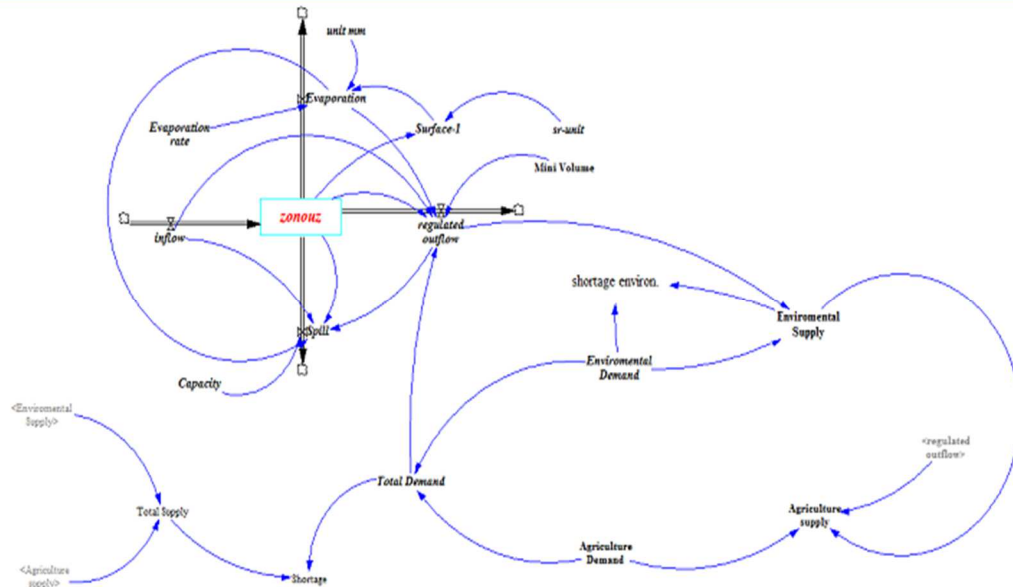 unit mm
Evaporation
Evaporation
rate
Surface-1
sr-unit
Mini Volume
zonouz
inflow
regulated
outflow
shortage environ.
Enviromental
Supply
Spill
Enviromental
Demand
Capacity
<Enviromental
Supply>
<regulated
outflow>
Total Demand
Total Supply
Agriculture
supply
Agriculture
Demand
<Agriculture
supply>
Shortage